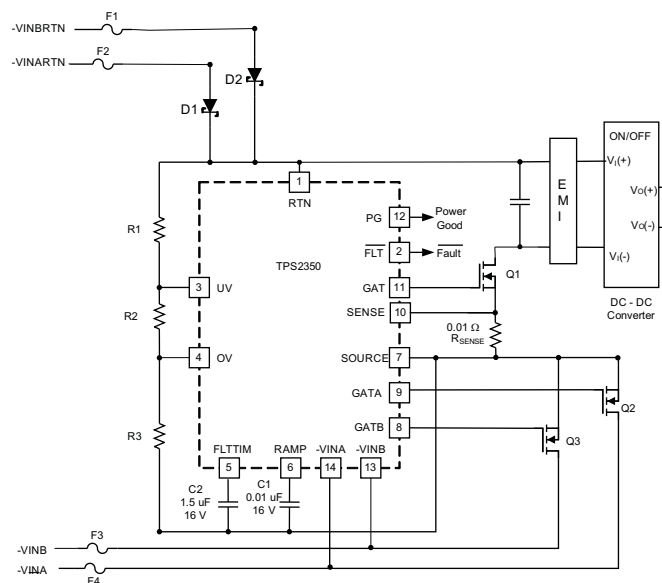 F1
-VINBRTN
F2
-VINARTN
D2
D1
ON/OFF
VI(+)
VO(+)
VO(-)
VI(-)
DC - DC
Converter
E
M
I
1
RTN
TPS2350
PG
12
Power
Good
FLT
2
Fault
GAT
11
Q1
SENSE
10
0.01 Ω
RSENSE
SOURCE
7
GATA
9
Q2
GATB
8
Q3
R1
3
UV
R2
4
OV
R3
FLTTIM
RAMP
-VINA
-VINB
5
6
14
13
C2
1.5 uF
16 V
C1
0.01 uF
16 V
F3
-VINB
-VINA
F4